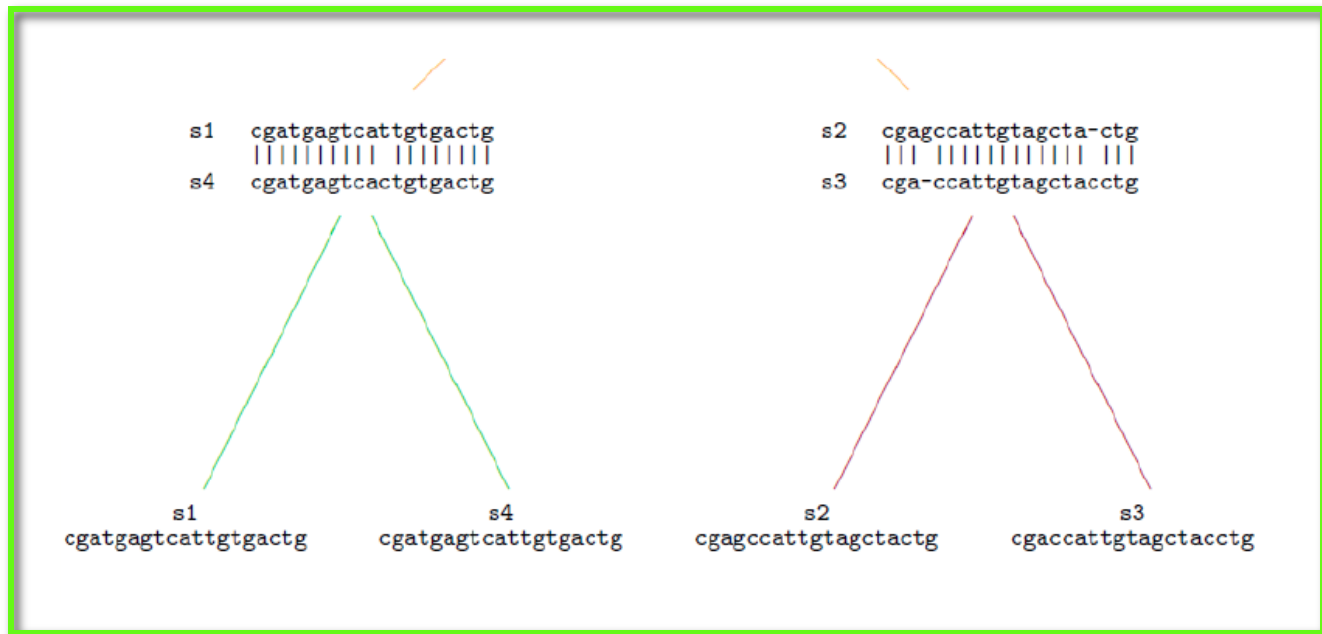 s1 cgatgagtcattgtgactg
|||||||||| ||||||||
s4 cgatgagtcactgtgactg
s2 cgagccattgtagcta-ctg
||| |||||||||||| |||
s3 cga-ccattgtagctacctg
s1
cgatgagtcattgtgactg
s4
cgatgagtcattgtgactg
s2
cgagccattgtagctactg
s3
cgaccattgtagctacctg